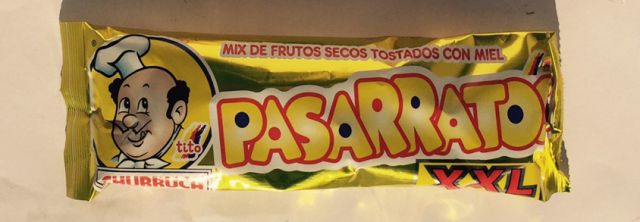 MIX DE FRUTOS SECOS TOSTADOS CON MIEL
PASARRATOS
tito
CHURRUCA
XXL